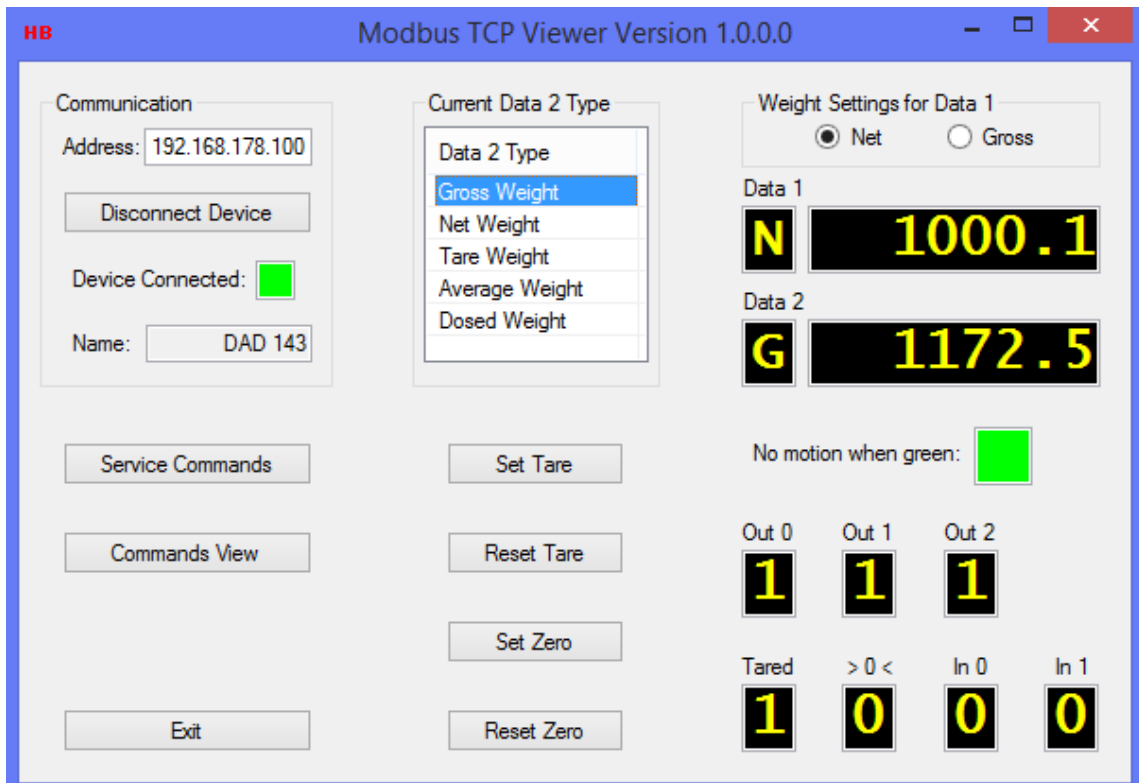 HB
Modbus TCP Viewer Version 1.0.0.0
Communication
Address: 192.168.178.100
Disconnect Device
Device Connected:
Name: DAD 143
Current Data 2 Type
Data 2 Type
Gross Weight
Net Weight
Tare Weight
Average Weight
Dosed Weight
Weight Settings for Data 1
Net Gross
Data 1
N 1000.1
Data 2
G 1172.5
Service Commands
Set Tare
No motion when green:
Commands View
Reset Tare
Out 0 Out 1 Out 2
1 1 1
Set Zero
Tared > 0 < In 0 In 1
1 0 0 0
Exit
Reset Zero